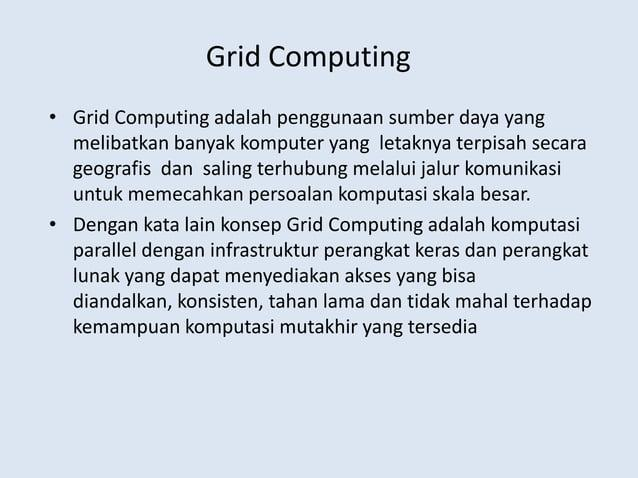 Grid Computing
• Grid Computing adalah penggunaan sumber daya yang
melibatkan banyak komputer yang letaknya terpisah secara
geografis dan saling terhubung melalui jalur komunikasi
untuk memecahkan persoalan komputasi skala besar.
• Dengan kata lain konsep Grid Computing adalah komputasi
parallel dengan infrastruktur perangkat keras dan perangkat
lunak yang dapat menyediakan akses yang bisa
diandalkan, konsisten, tahan lama dan tidak mahal terhadap
kemampuan komputasi mutakhir yang tersedia